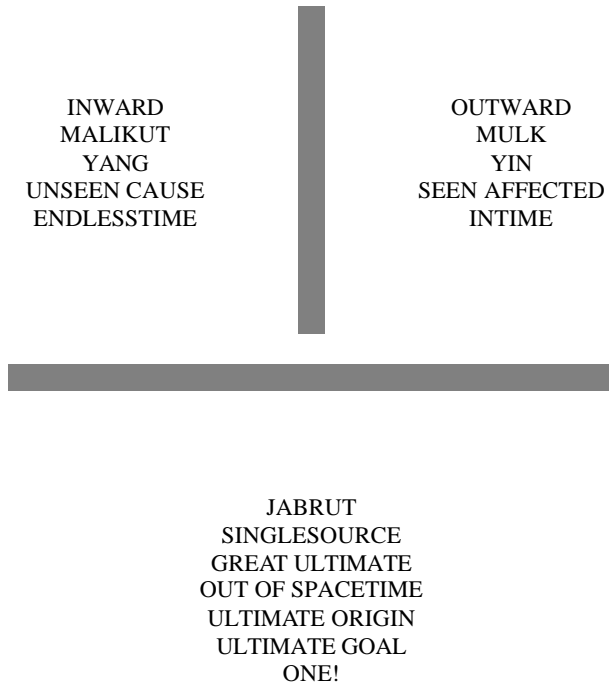 INWARD
MALIKUT
YANG
UNSEEN CAUSE
ENDLESSTIME
OUTWARD
MULK
YIN
SEEN AFFECTED
INTIME
JABRUT
SINGLESOURCE
GREAT ULTIMATE
OUT OF SPACETIME
ULTIMATE ORIGIN
ULTIMATE GOAL
ONE!